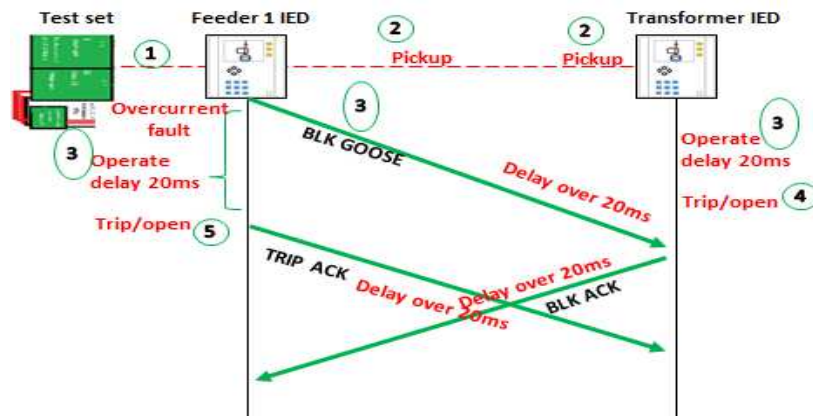 Test set
Feeder 1 IED
Transformer IED
1
2
Pickup
2
Pickup
Overcurrent
fault
3
3
Operate
delay 20ms
BLK GOOSE
Delay over 20ms
3
Operate
delay 20ms
Trip/open 4
Trip/open 5
TRIP ACK
Delay over 20ms
Delay over 20ms
BLK ACK